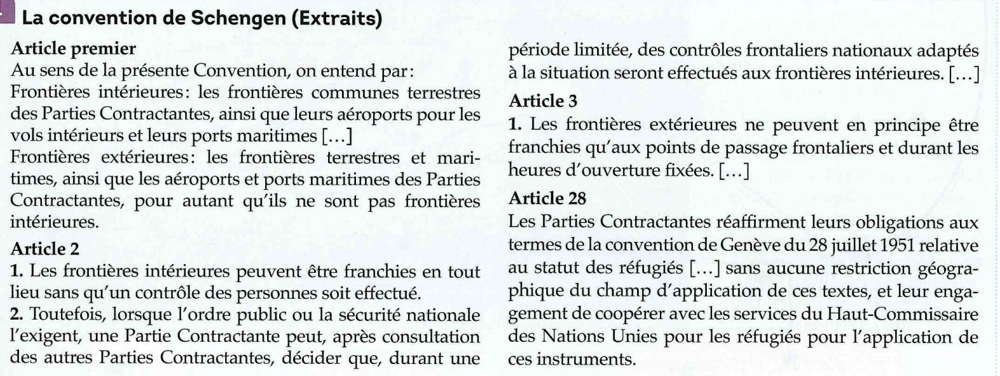 La convention de Schengen (Extraits)
Article premier
Au sens de la présente Convention, on entend par :
Frontières intérieures : les frontières communes terrestres
des Parties Contractantes, ainsi que leurs aéroports pour les
vols intérieurs et leurs ports maritimes […]
Frontières extérieures : les frontières terrestres et mari-
times, ainsi que les aéroports et ports maritimes des Parties
Contractantes, pour autant qu’ils ne sont pas frontières
intérieures.
Article 2
1. Les frontières intérieures peuvent être franchies en tout
lieu sans qu’un contrôle des personnes soit effectué.
2. Toutefois, lorsque l’ordre public ou la sécurité nationale
l’exigent, une Partie Contractante peut, après consultation
des autres Parties Contractantes, décider que, durant une
période limitée, des contrôles frontaliers nationaux adaptés
à la situation seront effectués aux frontières intérieures. […]
Article 3
1. Les frontières extérieures ne peuvent en principe être
franchies qu’aux points de passage frontaliers et durant les
heures d’ouverture fixées. […]
Article 28
Les Parties Contractantes réaffirment leurs obligations aux
termes de la convention de Genève du 28 juillet 1951 relative
au statut des réfugiés […] sans aucune restriction géogra-
phique du champ d’application de ces textes, et leur enga-
gement de coopérer avec les services du Haut-Commissaire
des Nations Unies pour les réfugiés pour l’application de
ces instruments.